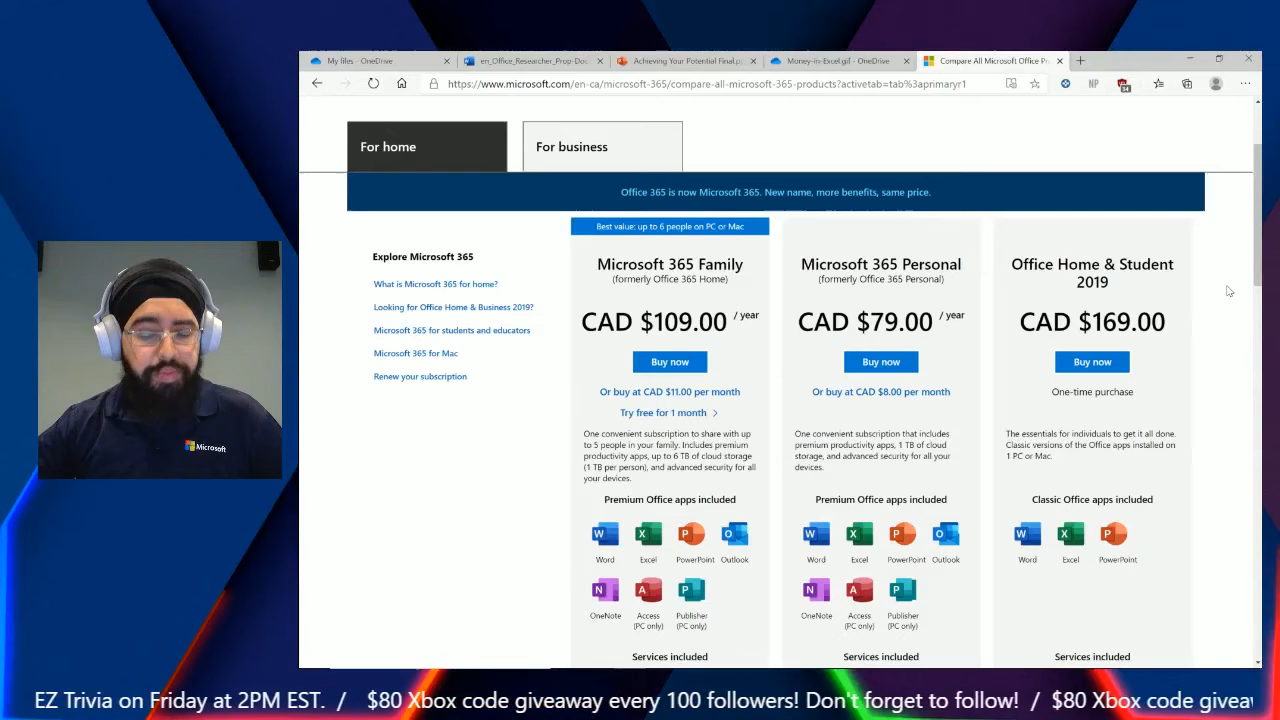 My files - OneDrive
en_Office_Researcher_Prop-Doc
Achieving Your Potential Final.p
Money-in-Excel.gif - OneDrive
Compare All Microsoft Office P
https://www.microsoft.com/en-ca/microsoft-365/compare-all-microsoft-365-products?activetab=tab%3aprimaryr1
NP
34
For home
For business
Office 365 is now Microsoft 365. New name, more benefits, same price.
Explore Microsoft 365
What is Microsoft 365 for home?
Looking for Office Home & Business 2019?
Microsoft 365 for students and educators
Microsoft 365 for Mac
Renew your subscription
Best value: up to 6 people on PC or Mac
Microsoft 365 Family
(formerly Office 365 Home)
CAD $109.00 / year
Buy now
Or buy at CAD $11.00 per month
Try free for 1 month
One convenient subscription to share with up
to 5 people in your family. Includes premium
productivity apps, up to 6 TB of cloud storage
(1 TB per person), and advanced security for all
your devices.
Premium Office apps included
Word Excel PowerPoint Outlook
OneNote Access Publisher
(PC only) (PC only)
Services included
Microsoft 365 Personal
(formerly Office 365 Personal)
CAD $79.00 / year
Buy now
Or buy at CAD $8.00 per month
One convenient subscription that includes
premium productivity apps, 1 TB of cloud
storage, and advanced security for all your
devices.
Premium Office apps included
Word Excel PowerPoint Outlook
OneNote Access Publisher
(PC only) (PC only)
Services included
Office Home & Student
2019
CAD $169.00
Buy now
One-time purchase
The essentials for individuals to get it all done.
Classic versions of the Office apps installed on
1 PC or Mac.
Classic Office apps included
Word Excel PowerPoint
Services included
Microsoft
EZ Trivia on Friday at 2PM EST. / $80 Xbox code giveaway every 100 followers! Don't forget to follow! / $80 Xbox code giveav